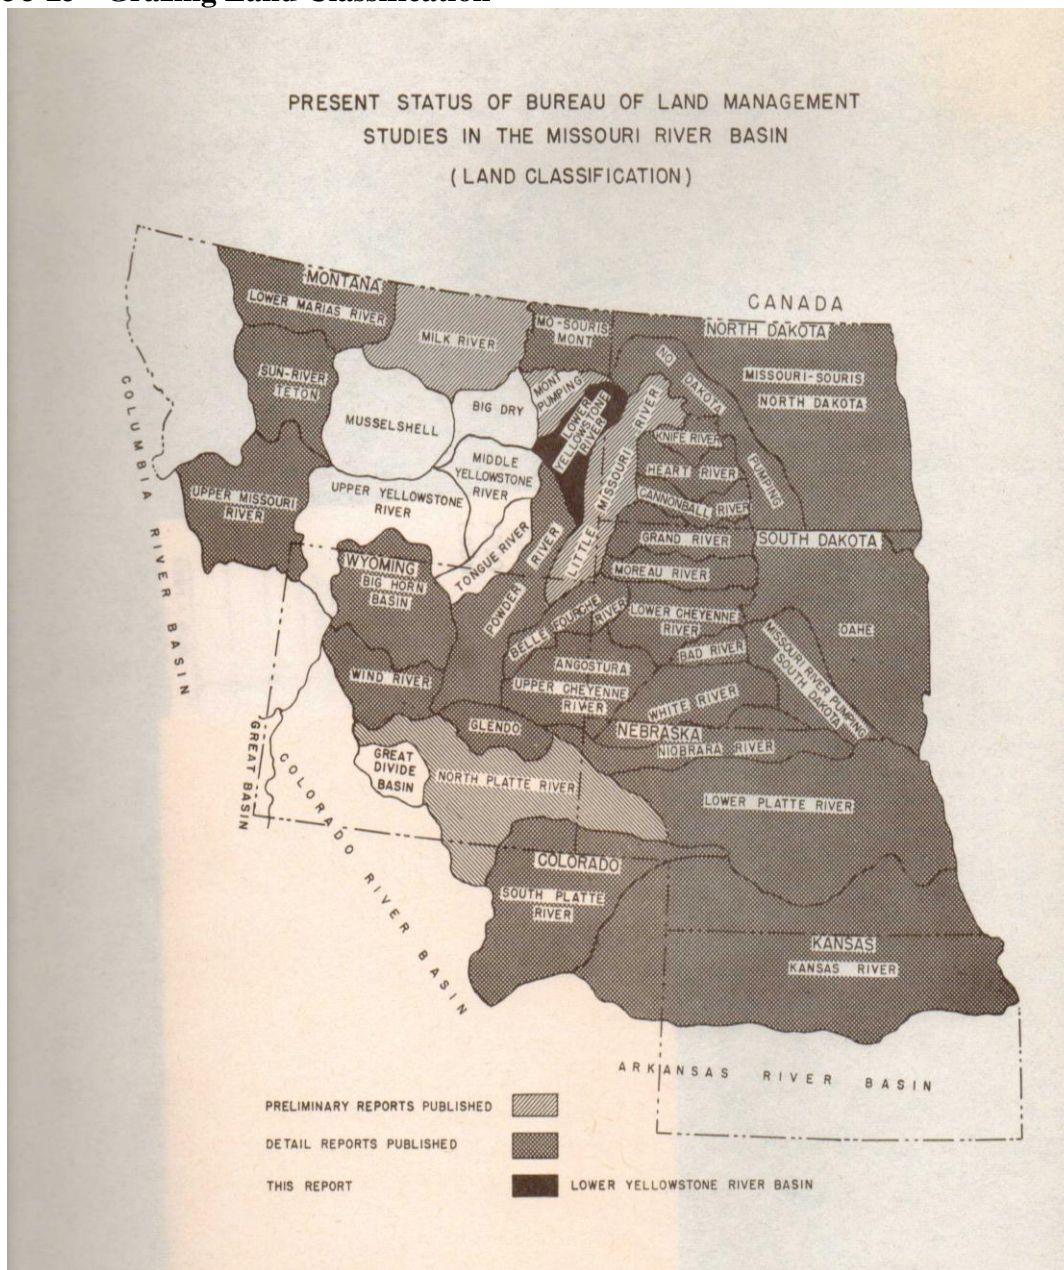 PRESENT STATUS OF BUREAU OF LAND MANAGEMENT
STUDIES IN THE MISSOURI RIVER BASIN
(LAND CLASSIFICATION)
CANADA
MONTANA
LOWER MARIAS RIVER
MILK RIVER
MO-SOURIS
MONT
NORTH DAKOTA
NO DAKOTA PUMPING
MISSOURI-SOURIS
NORTH DAKOTA
SUN-RIVER
TETON
MUSSELSHELL
BIG DRY
MONT
PUMPING
LOWER
YELLOWSTONE
RIVER
LITTLE MISSOURI RIVER
KNIFE RIVER
HEART RIVER
CANNONBALL RIVER
COLUMBIA RIVER BASIN
UPPER MISSOURI
RIVER
UPPER YELLOWSTONE
RIVER
MIDDLE
YELLOWSTONE
RIVER
TONGUE RIVER
POWDER RIVER
GRAND RIVER
SOUTH DAKOTA
MOREAU RIVER
WYOMING
BIG HORN
BASIN
BELLE FOURCHE RIVER
LOWER CHEYENNE
RIVER
BAD RIVER
MISSOURI RIVER PUMPING
SOUTH DAKOTA
OAHE
WIND RIVER
ANGOSTURA
UPPER CHEYENNE
RIVER
WHITE RIVER
GLENDO
NEBRASKA
NIOBRARA RIVER
GREAT BASIN
GREAT
DIVIDE
BASIN
NORTH PLATTE RIVER
LOWER PLATTE RIVER
COLORADO RIVER BASIN
COLORADO
SOUTH PLATTE
RIVER
KANSAS
KANSAS RIVER
ARKANSAS RIVER BASIN
PRELIMINARY REPORTS PUBLISHED
DETAIL REPORTS PUBLISHED
THIS REPORT
LOWER YELLOWSTONE RIVER BASIN